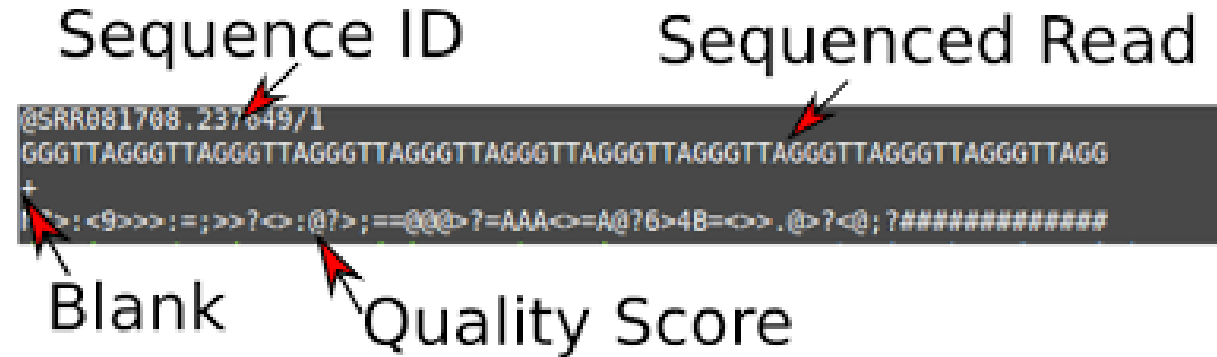 Sequence ID
Sequenced Read
@SRR081708.237649/1
GGGTTAGGGTTAGGGTTAGGGTTAGGGTTAGGGTTAGGGTTAGGGTTAGGGTTAGGGTTAGGGTTAGG
+
Blank
Quality Score